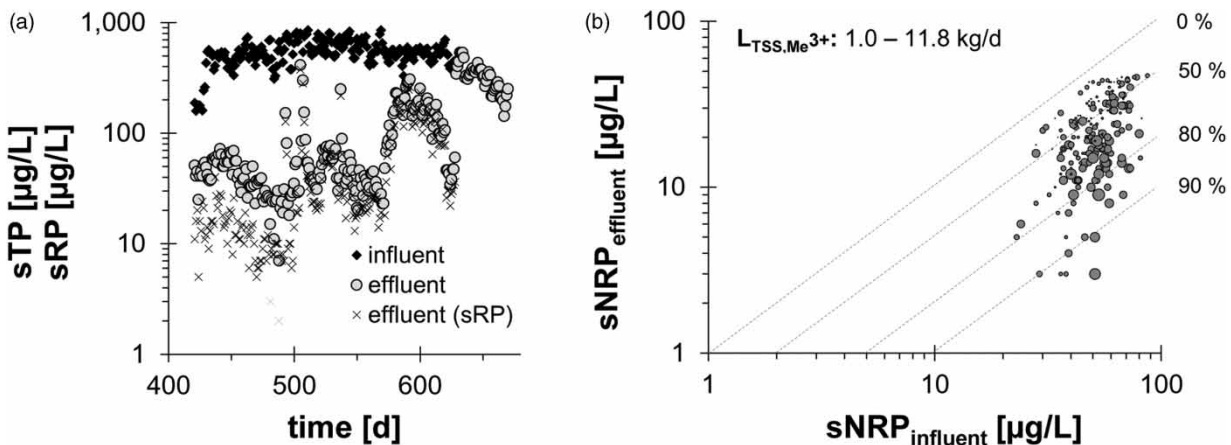 (a)
1,000
100
10
1
sTP [µg/L]
sRP [µg/L]
influent
effluent
effluent (sRP)
400
500
600
time [d]
(b)
100
10
1
sNRPeffluent [µg/L]
LTSS,Me3+: 1.0 – 11.8 kg/d
0 %
50 %
80 %
90 %
1
10
100
sNRPinfluent [µg/L]